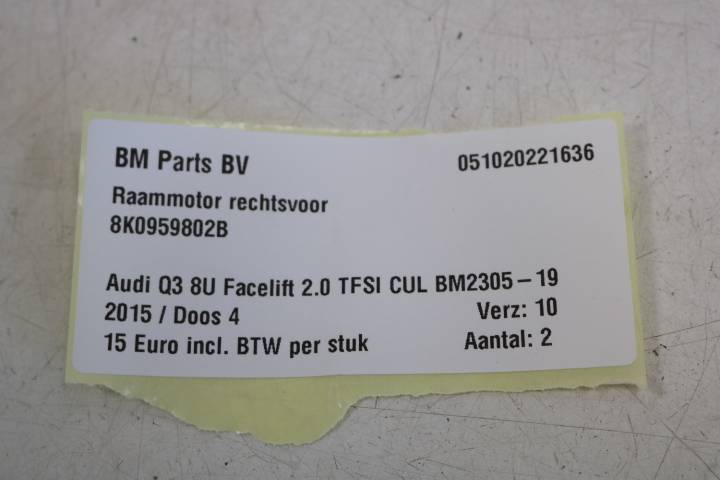 BM Parts BV 051020221636
Raammotor rechtsvoor
8K0959802B
Audi Q3 8U Facelift 2.0 TFSI CUL BM2305-19
2015 / Doos 4 Verz: 10
15 Euro incl. BTW per stuk Aantal: 2